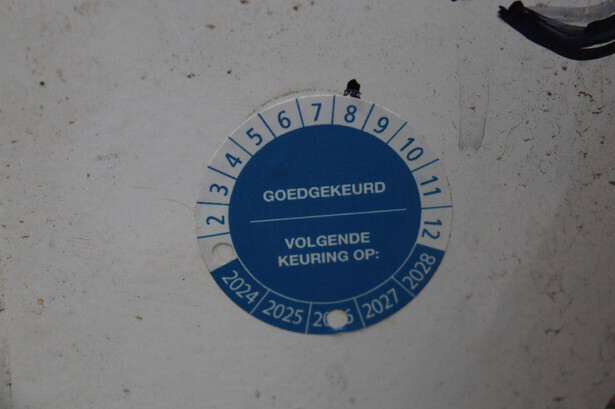 2 3 4 5 6 7 8 9 10 11 12
GOEDGEKEURD
VOLGENDE
KEURING OP:
2024 2025 2027 2028